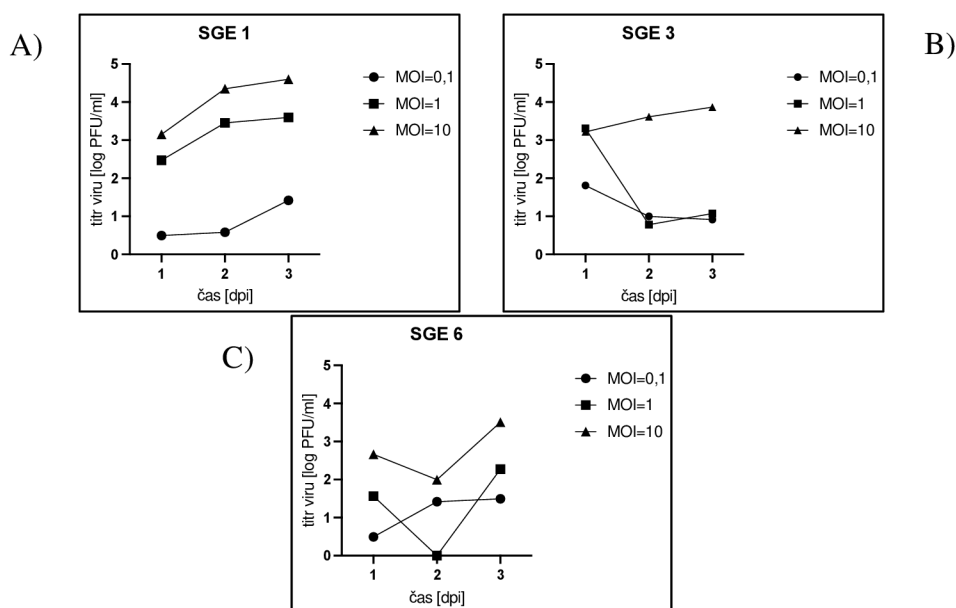 A)
SGE 1
titr viru [log PFU/ml]
5
4
3
2
1
0
1 2 3
čas [dpi]
MOI=0,1
MOI=1
MOI=10
B)
SGE 3
titr viru [log PFU/ml]
5
4
3
2
1
0
1 2 3
čas [dpi]
MOI=0,1
MOI=1
MOI=10
C)
SGE 6
titr viru [log PFU/ml]
5
4
3
2
1
0
1 2 3
čas [dpi]
MOI=0,1
MOI=1
MOI=10